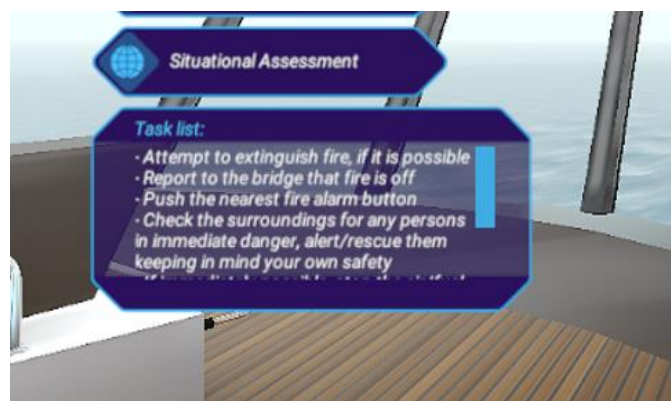 Situational Assessment
Task list:
- Attempt to extinguish fire, if it is possible
- Report to the bridge that fire is off
- Push the nearest fire alarm button
- Check the surroundings for any persons
in immediate danger, alert/rescue them
keeping in mind your own safety